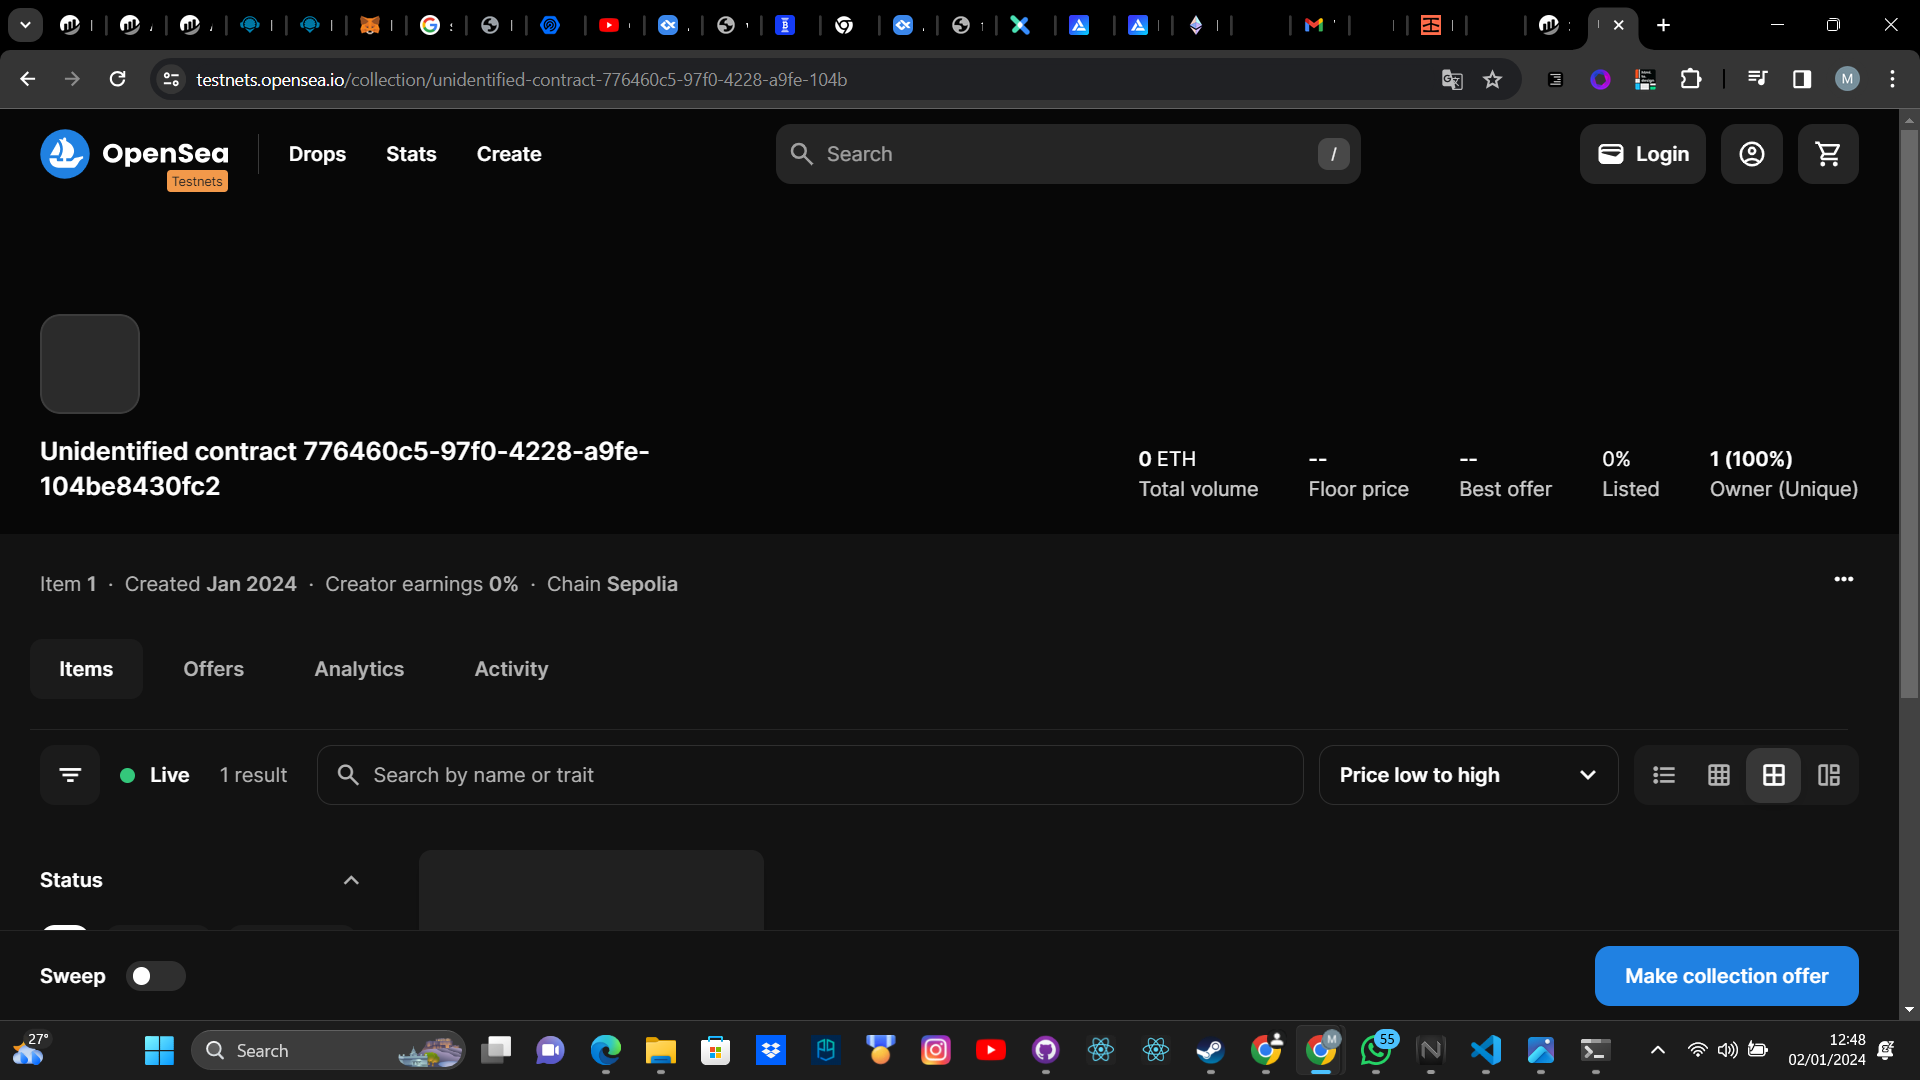 testnets.opensea.io/collection/unidentified-contract-776460c5-97f0-4228-a9fe-104b
M
OpenSea
Testnets
Drops
Stats
Create
Search
/
Login
Unidentified contract 776460c5-97f0-4228-a9fe-
104be8430fc2
0 ETH
Total volume
--
Floor price
--
Best offer
0%
Listed
1 (100%)
Owner (Unique)
Item 1 · Created Jan 2024 · Creator earnings 0% · Chain Sepolia
Items
Offers
Analytics
Activity
Live
1 result
Search by name or trait
Price low to high
Status
Sweep
Make collection offer
27°
Search
M
55
12:48
02/01/2024